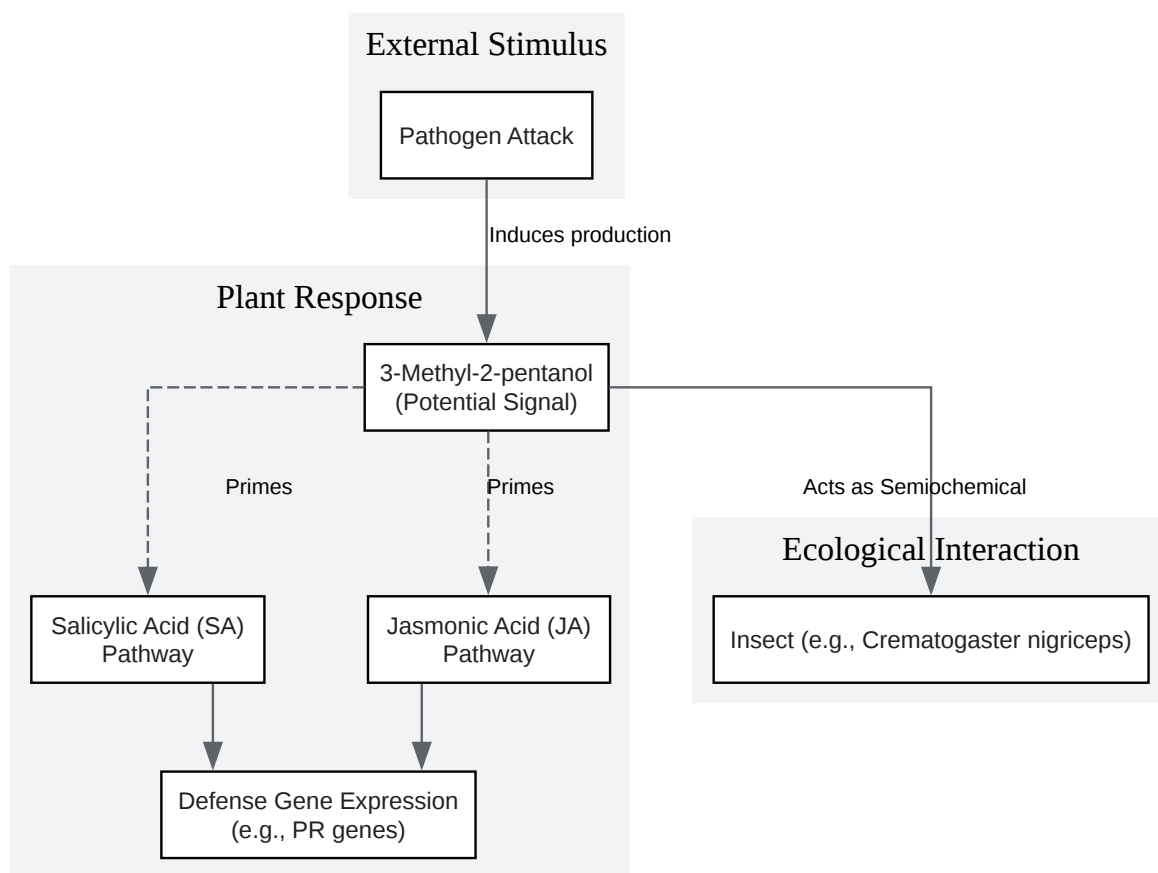 External Stimulus
Pathogen Attack
Induces production
Plant Response
3-Methyl-2-pentanol
(Potential Signal)
Primes
Primes
Acts as Semiochemical
Ecological Interaction
Salicylic Acid (SA)
Pathway
Jasmonic Acid (JA)
Pathway
Insect (e.g., Crematogaster nigriceps)
Defense Gene Expression
(e.g., PR genes)